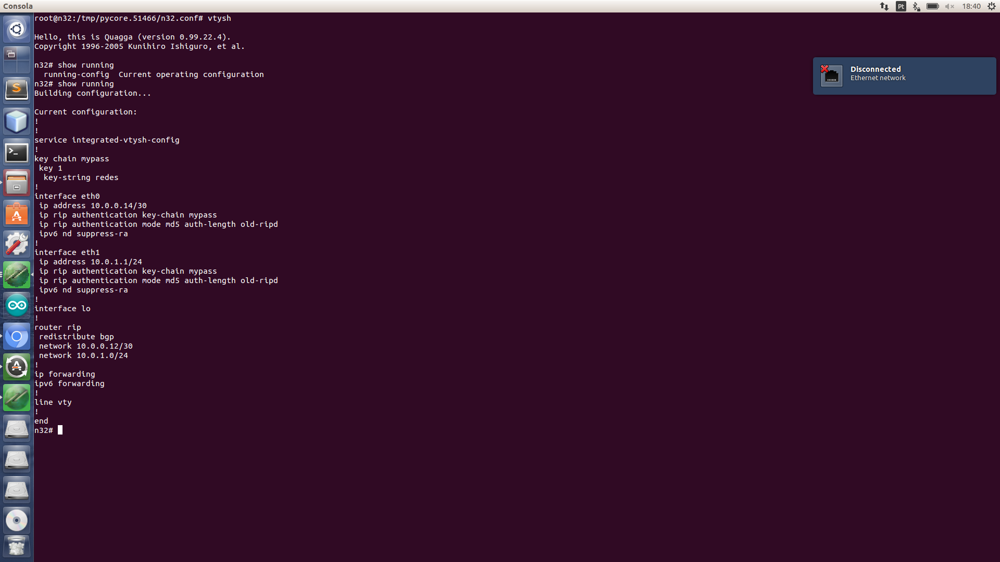 Consola
Pt
18:40
root@n32:/tmp/pycore.51466/n32.conf# vtysh
Hello, this is Quagga (version 0.99.22.4).
Copyright 1996-2005 Kunihiro Ishiguro, et al.
n32# show running
  running-config  Current operating configuration
n32# show running
Building configuration...
Current configuration:
!
!
service integrated-vtysh-config
!
key chain mypass
 key 1
  key-string redes
!
interface eth0
 ip address 10.0.0.14/30
 ip rip authentication key-chain mypass
 ip rip authentication mode md5 auth-length old-ripd
 ipv6 nd suppress-ra
!
interface eth1
 ip address 10.0.1.1/24
 ip rip authentication key-chain mypass
 ip rip authentication mode md5 auth-length old-ripd
 ipv6 nd suppress-ra
!
interface lo
!
router rip
 redistribute bgp
 network 10.0.0.12/30
 network 10.0.1.0/24
!
ip forwarding
ipv6 forwarding
!
line vty
!
end
n32#
Disconnected
Ethernet network